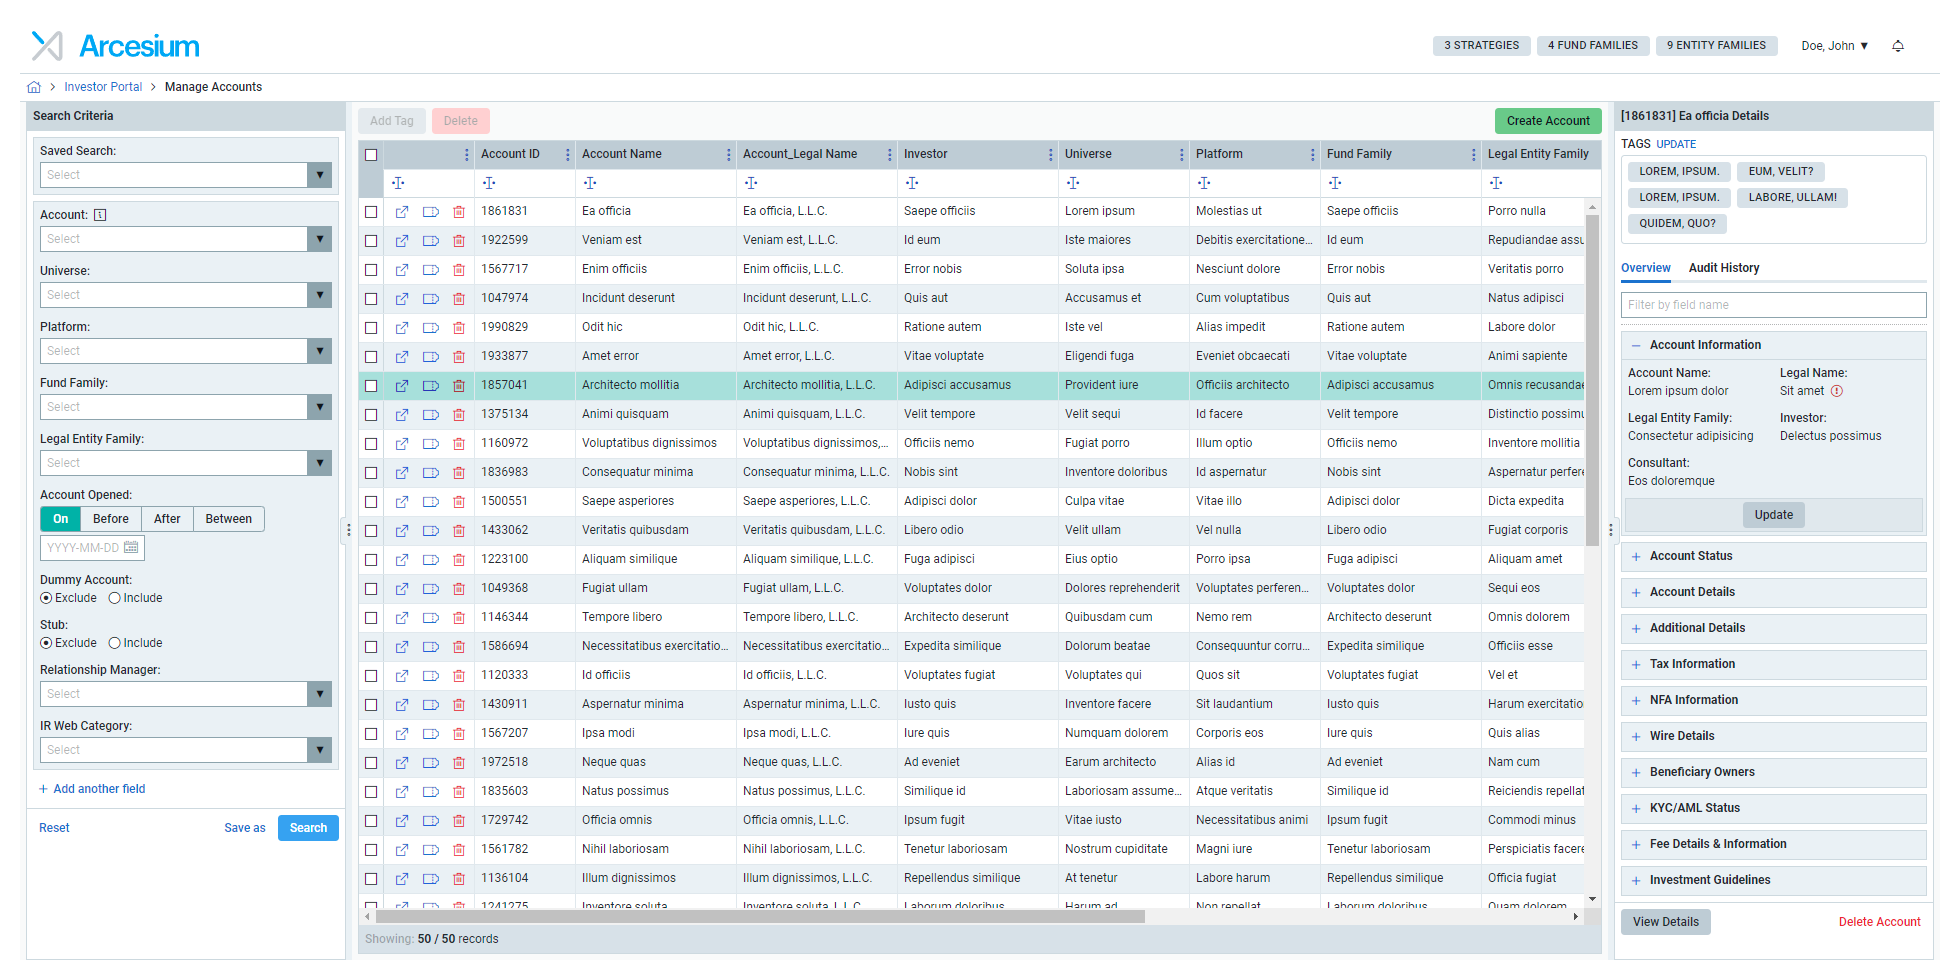 Arcesium
3 STRATEGIES 4 FUND FAMILIES 9 ENTITY FAMILIES Doe, John ▼
Investor Portal > Manage Accounts
Search Criteria
Saved Search:
Select
Account:
Select
Universe:
Select
Platform:
Select
Fund Family:
Select
Legal Entity Family:
Select
Account Opened:
On Before After Between
YYYY-MM-DD
Dummy Account:
Exclude Include
Stub:
Exclude Include
Relationship Manager:
Select
IR Web Category:
Select
+ Add another field
Reset Save as Search
Add Tag Delete Create Account
Account ID Account Name Account_Legal Name Investor Universe Platform Fund Family Legal Entity Family
1861831 Ea officia Ea officia, L.L.C. Saepe officiis Lorem ipsum Molestias ut Saepe officiis Porro nulla
1922599 Veniam est Veniam est, L.L.C. Id eum Iste maiores Debitis exercitatione... Id eum Repudiandae assu
1567717 Enim officiis Enim officiis, L.L.C. Error nobis Soluta ipsa Nesciunt dolore Error nobis Veritatis porro
1047974 Incidunt deserunt Incidunt deserunt, L.L.C. Quis aut Accusamus et Cum voluptatibus Quis aut Natus adipisci
1990829 Odit hic Odit hic, L.L.C. Ratione autem Iste vel Alias impedit Ratione autem Labore dolor
1933877 Amet error Amet error, L.L.C. Vitae voluptate Eligendi fuga Eveniet obcaecati Vitae voluptate Animi sapiente
1857041 Architecto mollitia Architecto mollitia, L.L.C. Adipisci accusamus Provident iure Officiis architecto Adipisci accusamus Omnis recusandae
1375134 Animi quisquam Animi quisquam, L.L.C. Velit tempore Velit sequi Id facere Velit tempore Distinctio possimu
1160972 Voluptatibus dignissimos Voluptatibus dignissimos,... Officiis nemo Fugiat porro Illum optio Officiis nemo Inventore mollitia
1836983 Consequatur minima Consequatur minima, L.L.C. Nobis sint Inventore doloribus Id aspernatur Nobis sint Aspernatur perfere
1500551 Saepe asperiores Saepe asperiores, L.L.C. Adipisci dolor Culpa vitae Vitae illo Adipisci dolor Dicta expedita
1433062 Veritatis quibusdam Veritatis quibusdam, L.L.C. Libero odio Velit ullam Vel nulla Libero odio Fugiat corporis
1223100 Aliquam similique Aliquam similique, L.L.C. Fuga adipisci Eius optio Porro ipsa Fuga adipisci Aliquam amet
1049368 Fugiat ullam Fugiat ullam, L.L.C. Voluptates dolor Dolores reprehenderit Voluptates perferen... Voluptates dolor Sequi eos
1146344 Tempore libero Tempore libero, L.L.C. Architecto deserunt Quibusdam cum Nemo rem Architecto deserunt Omnis dolorem
1586694 Necessitatibus exercitatio... Necessitatibus exercitatio... Expedita similique Dolorum beatae Consequuntur corru... Expedita similique Officiis esse
1120333 Id officiis Id officiis, L.L.C. Voluptates fugiat Voluptates qui Quos sit Voluptates fugiat Vel et
1430911 Aspernatur minima Aspernatur minima, L.L.C. Iusto quis Inventore facere Sit laudantium Iusto quis Harum exercitatio
1567207 Ipsa modi Ipsa modi, L.L.C. Iure quis Numquam dolorem Corporis eos Iure quis Quis alias
1972518 Neque quas Neque quas, L.L.C. Ad eveniet Earum architecto Alias id Ad eveniet Nam cum
1835603 Natus possimus Natus possimus, L.L.C. Similique id Laboriosam assume... Atque veritatis Similique id Reiciendis repellat
1729742 Officia omnis Officia omnis, L.L.C. Ipsum fugit Vitae iusto Necessitatibus animi Ipsum fugit Commodi minus
1561782 Nihil laboriosam Nihil laboriosam, L.L.C. Tenetur laboriosam Nostrum cupiditate Magni iure Tenetur laboriosam Perspiciatis facere
1136104 Illum dignissimos Illum dignissimos, L.L.C. Repellendus similique At tenetur Labore harum Repellendus similique Officia fugiat
1241275 Inventore soluta Inventore soluta, L.L.C. Laborum doloribus Harum ad Non repellat Laborum doloribus Quam dolorem
Showing: 50 / 50 records
[1861831] Ea officia Details
TAGS UPDATE
LOREM, IPSUM. EUM, VELIT?
LOREM, IPSUM. LABORE, ULLAM!
QUIDEM, QUO?
Overview Audit History
Filter by field name
− Account Information
Account Name: Legal Name:
Lorem ipsum dolor Sit amet
Legal Entity Family: Investor:
Consectetur adipisicing Delectus possimus
Consultant:
Eos doloremque
Update
+ Account Status
+ Account Details
+ Additional Details
+ Tax Information
+ NFA Information
+ Wire Details
+ Beneficiary Owners
+ KYC/AML Status
+ Fee Details & Information
+ Investment Guidelines
View Details Delete Account